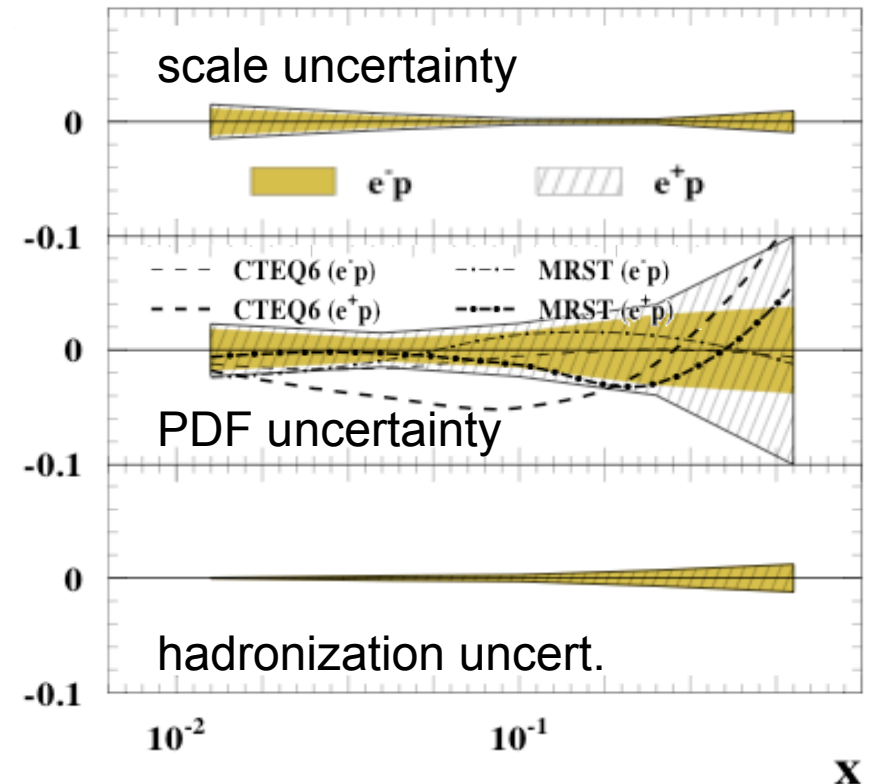 scale uncertainty
0
e⁻p e⁺p
-0.1
CTEQ6 (e⁻p) MRST (e⁻p)
CTEQ6 (e⁺p) MRST (e⁺p)
0
PDF uncertainty
-0.1
0
hadronization uncert.
-0.1
10⁻² 10⁻¹
x